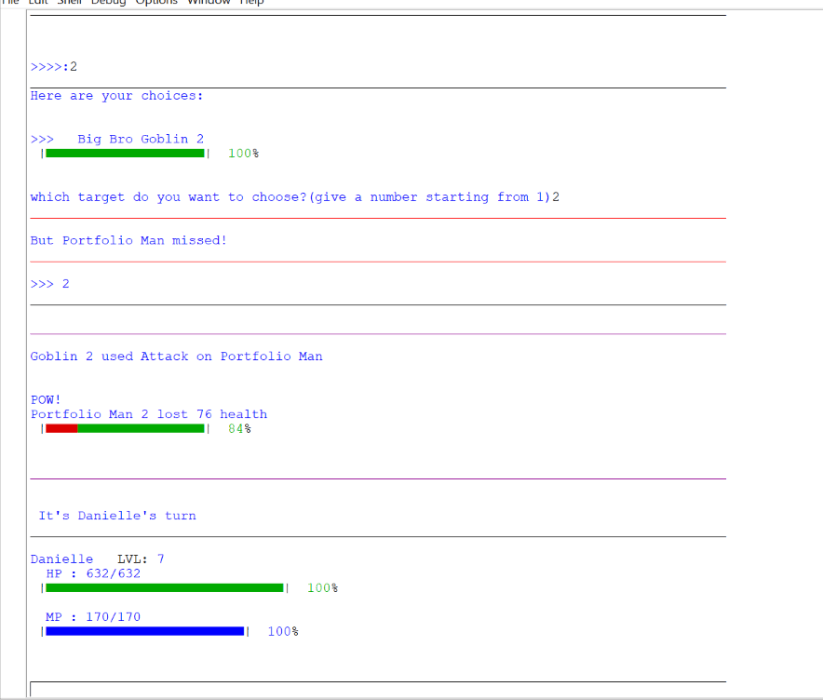 File Edit Shell Debug Options Window Help
>>>>:2
Here are your choices:
>>> Big Bro Goblin 2
| | 100%
which target do you want to choose?(give a number starting from 1)2
But Portfolio Man missed!
>>> 2
Goblin 2 used Attack on Portfolio Man
POW!
Portfolio Man 2 lost 76 health
| | 84%
It's Danielle's turn
Danielle LVL: 7
HP : 632/632
| | 100%
MP : 170/170
| | 100%